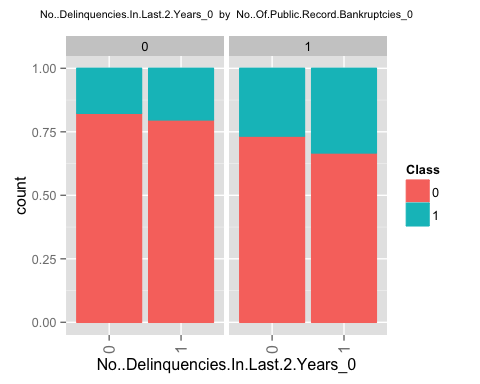 No..Delinquencies.In.Last.2.Years_0 by No..Of.Public.Record.Bankruptcies_0
0 1
1.00
0.75
0.50
0.25
0.00
count
0 1 0 1
No..Delinquencies.In.Last.2.Years_0
Class
0
1